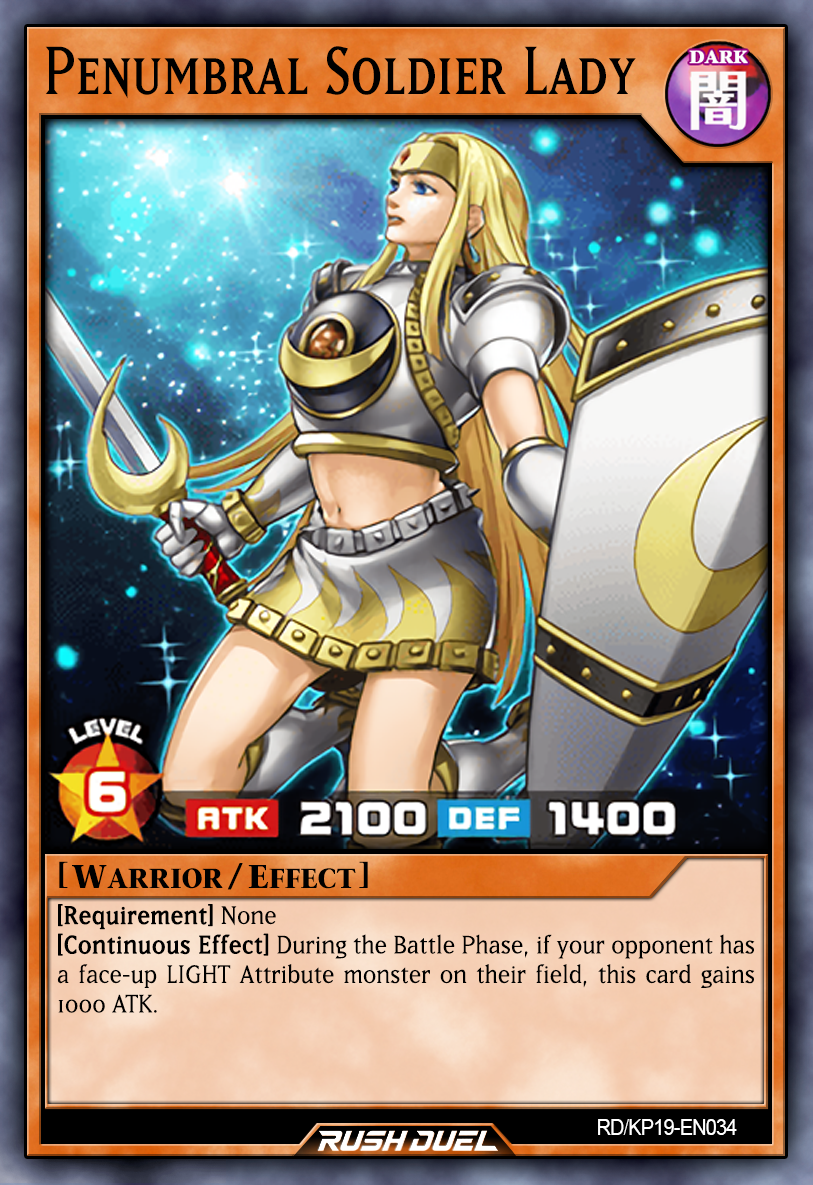 Penumbral Soldier Lady
DARK
闇
LEVEL
6
ATK 2100 DEF 1400
[Warrior/Effect]
[Requirement] None
[Continuous Effect] During the Battle Phase, if your opponent has
a face-up LIGHT Attribute monster on their field, this card gains
1000 ATK.
RD/KP19-EN034
RUSH DUEL